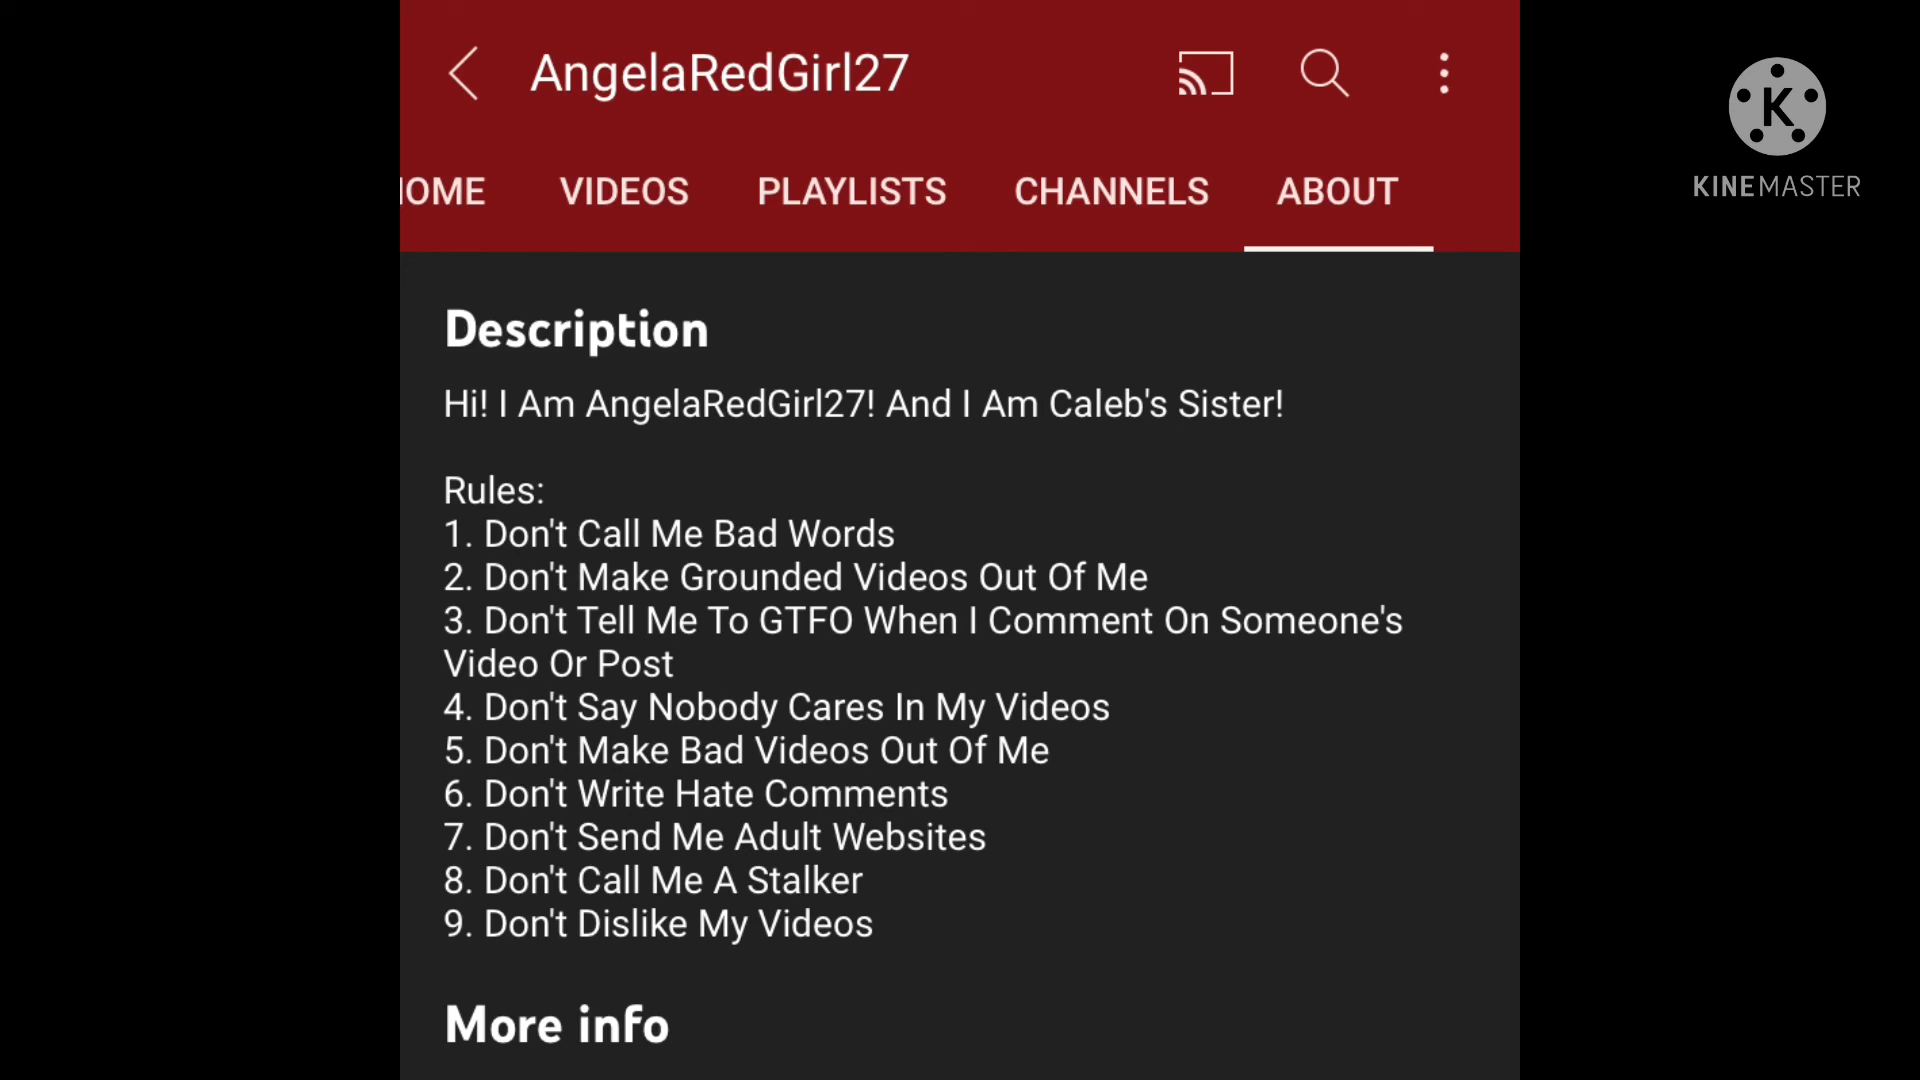 AngelaRedGirl27
K
KINEMASTER
HOME VIDEOS PLAYLISTS CHANNELS ABOUT
Description
Hi! I Am AngelaRedGirl27! And I Am Caleb's Sister!
Rules:
1. Don't Call Me Bad Words
2. Don't Make Grounded Videos Out Of Me
3. Don't Tell Me To GTFO When I Comment On Someone's
Video Or Post
4. Don't Say Nobody Cares In My Videos
5. Don't Make Bad Videos Out Of Me
6. Don't Write Hate Comments
7. Don't Send Me Adult Websites
8. Don't Call Me A Stalker
9. Don't Dislike My Videos
More info